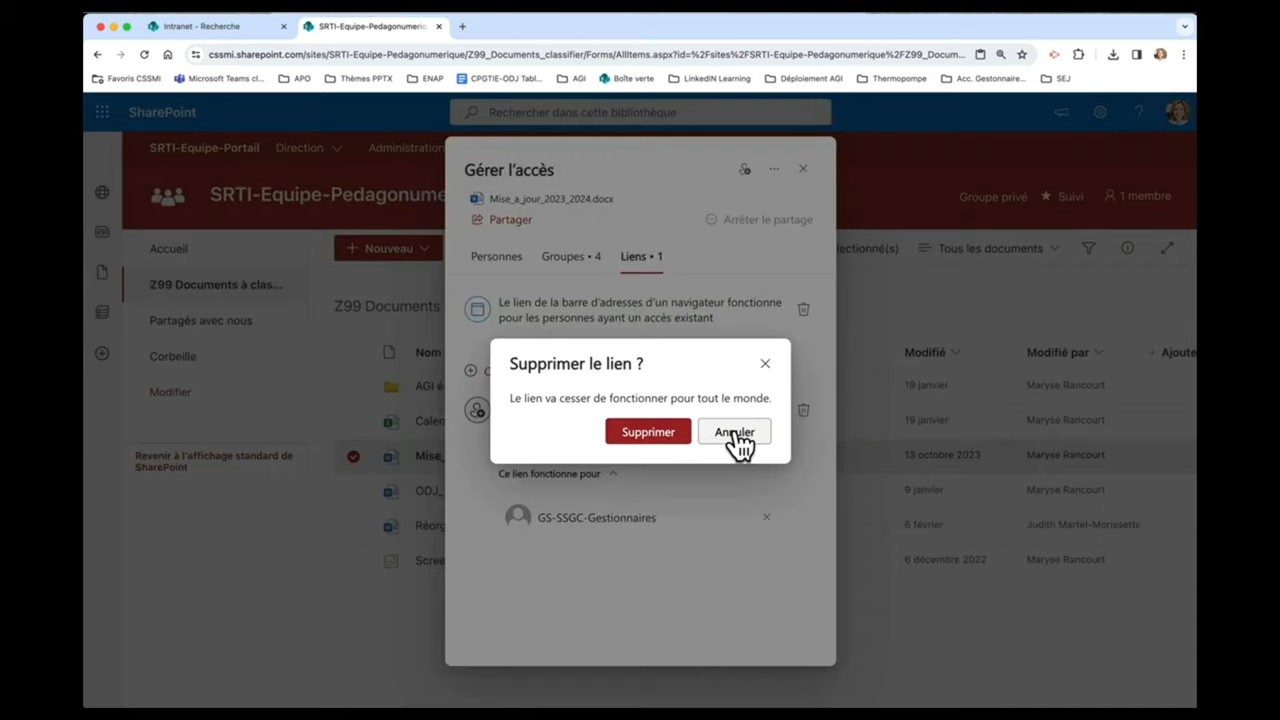 Intranet - Recherche
SRTI-Equipe-Pedagonumeriq
cssmi.sharepoint.com/sites/SRTI-Equipe-Pedagonumerique/Z99_Documents_classifier/Forms/AllItems.aspx?id=%2Fsites%2FSRTI-Equipe-Pedagonumerique%2FZ99_Docum...
Favoris CSSMI
Microsoft Teams cl...
APO
Thèmes PPTX
ENAP
CPGTIE-ODJ Tabl...
AGI
Boîte verte
LinkedIN Learning
Déploiement AGI
Thermopompe
Acc. Gestionnaire...
SEJ
SharePoint
Rechercher dans cette bibliothèque
SRTI-Equipe-Portail
Direction
Administration
SRTI-Equipe-Pedagonume
Groupe privé
Suivi
1 membre
Gérer l'accès
Mise_a_jour_2023_2024.docx
Partager
Arrêter le partage
Personnes
Groupes • 4
Liens • 1
Le lien de la barre d'adresses d'un navigateur fonctionne
pour les personnes ayant un accès existant
Supprimer le lien ?
Le lien va cesser de fonctionner pour tout le monde.
Supprimer
Annuler
Ce lien fonctionne pour
GS-SSGC-Gestionnaires
Accueil
Z99 Documents à clas...
Partagés avec nous
Corbeille
Modifier
Revenir à l'affichage standard de
SharePoint
+ Nouveau
lectionné(s)
Tous les documents
Z99 Documents
Nom
Modifié
Modifié par
+ Ajoute
AGI é
19 janvier
Maryse Rancourt
Calen
19 janvier
Maryse Rancourt
Mise_
13 octobre 2023
Maryse Rancourt
ODJ_
9 janvier
Maryse Rancourt
Réorg
6 février
Judith Martel-Morissette
Scree
6 décembre 2022
Maryse Rancourt